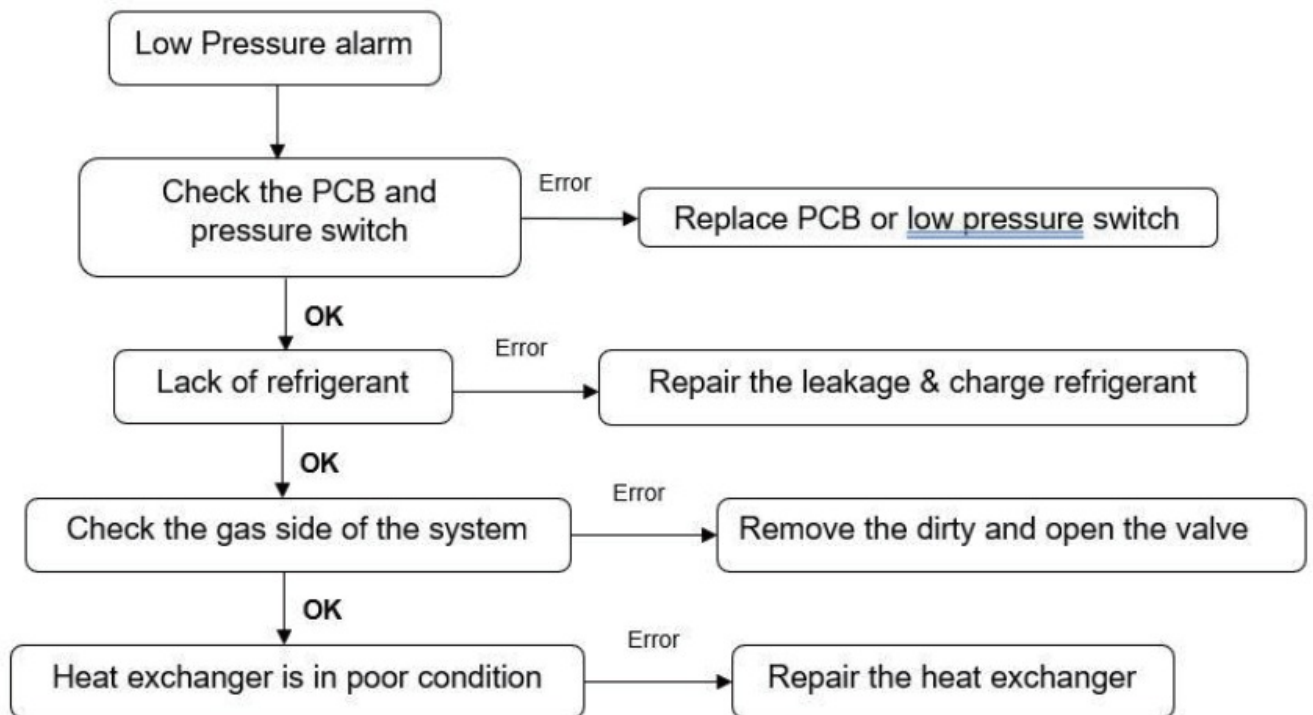 Low Pressure alarm
Check the PCB and
pressure switch
Error
Replace PCB or low pressure switch
OK
Lack of refrigerant
Error
Repair the leakage & charge refrigerant
OK
Check the gas side of the system
Error
Remove the dirty and open the valve
OK
Heat exchanger is in poor condition
Error
Repair the heat exchanger